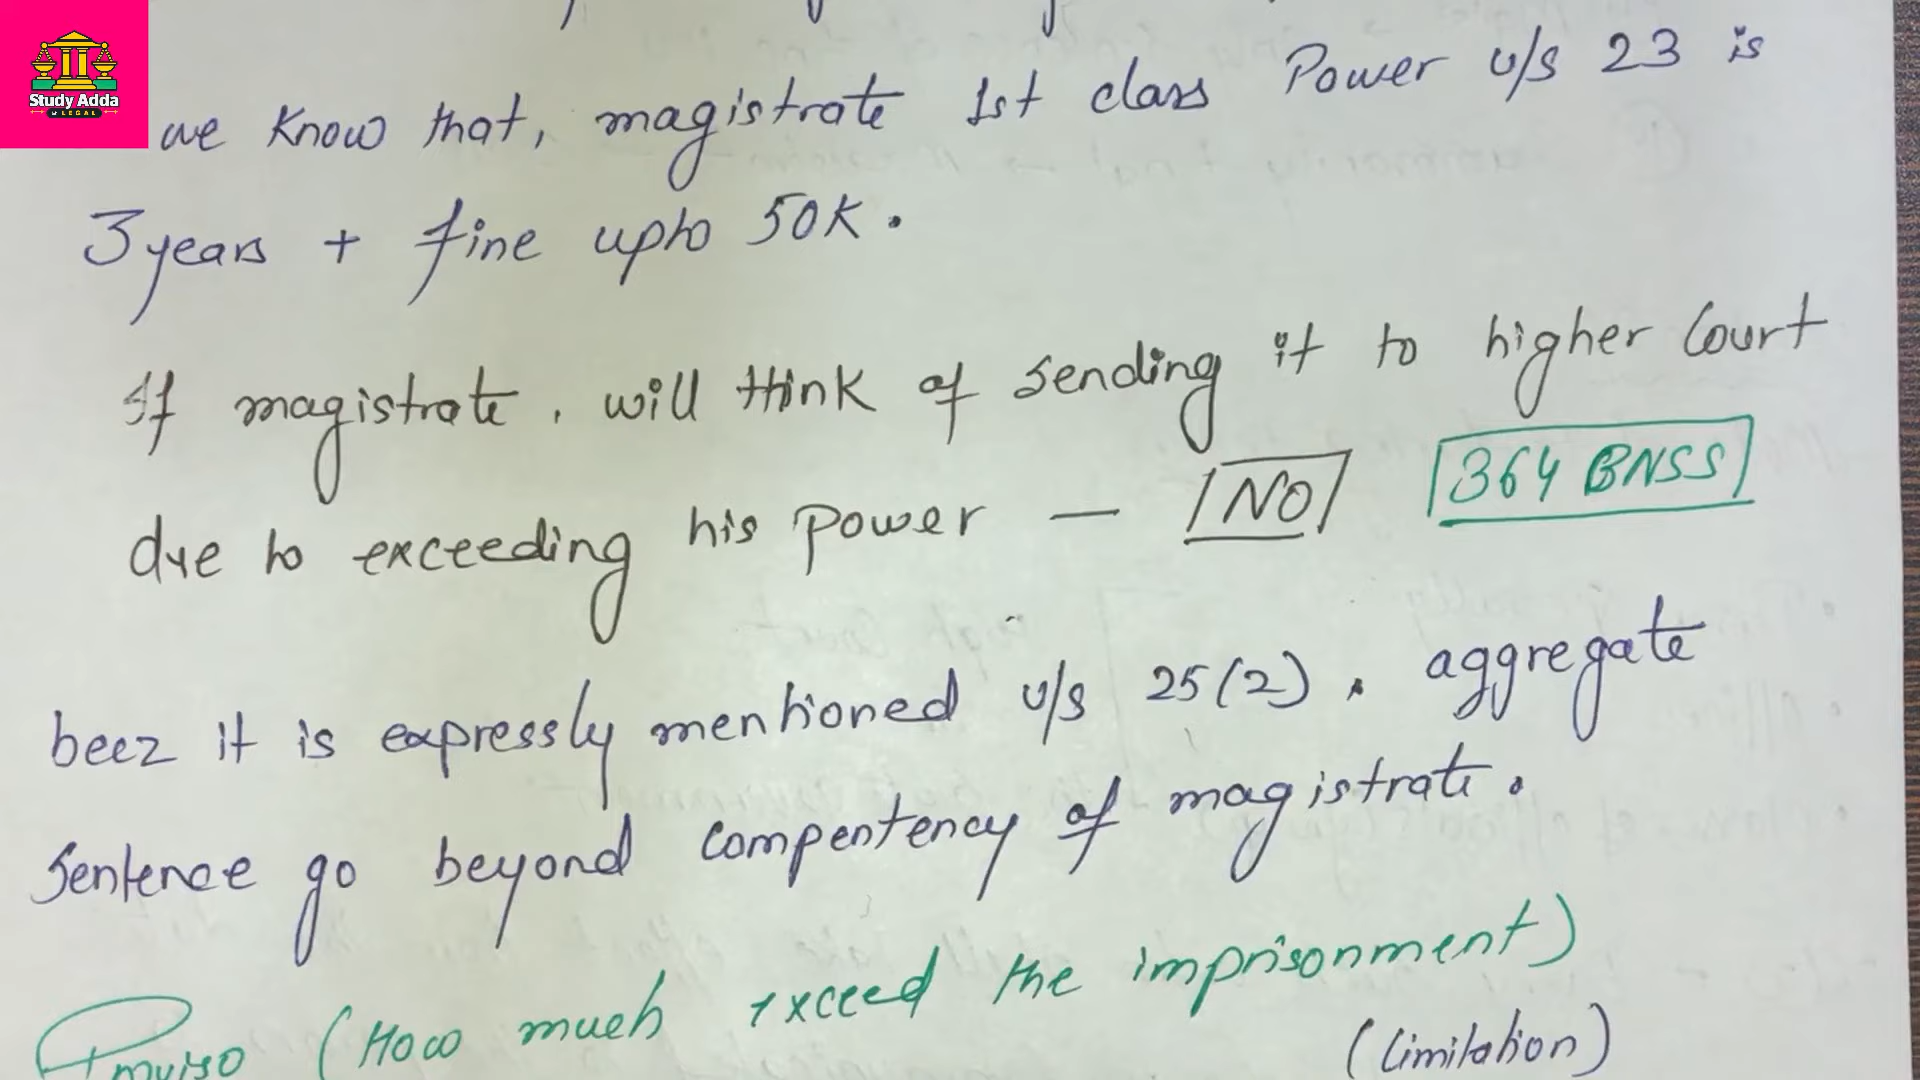 Study Adda
LEGAL
we know that, magistrate 1st class Power u/s 23 is
3 years + fine upto 50K.
If magistrate, will think of sending it to higher Court
due to exceeding his power — NO 364 BNSS
becz it is expressly mentioned u/s 25(2). aggregate
Sentence go beyond compentency of magistrate.
Proviso (How much exceed the imprisonment)
(Limitation)